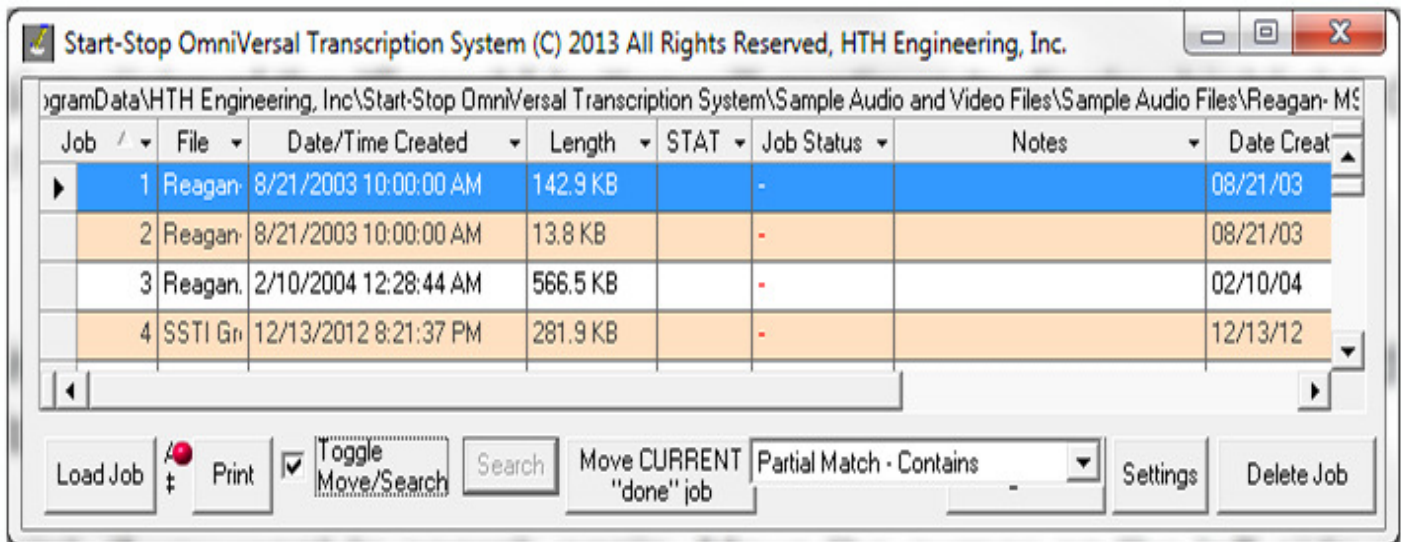 Start-Stop OmniVersal Transcription System (C) 2013 All Rights Reserved, HTH Engineering, Inc.
ogramData\HTH Engineering, Inc\Start-Stop OmniVersal Transcription System\Sample Audio and Video Files\Sample Audio Files\Reagan- MS
Job File Date/Time Created Length STAT Job Status Notes Date Creat
1 Reagan- 8/21/2003 10:00:00 AM 142.9 KB - 08/21/03
2 Reagan- 8/21/2003 10:00:00 AM 13.8 KB - 08/21/03
3 Reagan. 2/10/2004 12:28:44 AM 566.5 KB - 02/10/04
4 SSTI Gr 12/13/2012 8:21:37 PM 281.9 KB - 12/13/12
Load Job Print Toggle Move/Search Search Move CURRENT "done" job Partial Match - Contains Settings Delete Job